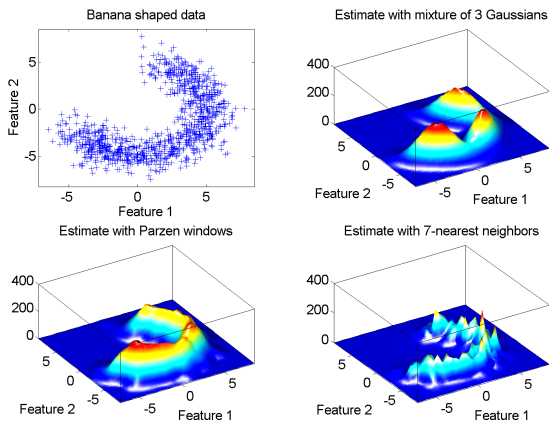 Banana shaped data
Feature 2
5
0
-5
-5
0
5
Feature 1
Estimate with mixture of 3 Gaussians
400
200
0
5
0
-5
Feature 2
-5
0
5
Feature 1
Estimate with Parzen windows
400
200
0
5
0
-5
Feature 2
-5
0
5
Feature 1
Estimate with 7-nearest neighbors
400
200
0
5
0
-5
Feature 2
-5
0
5
Feature 1